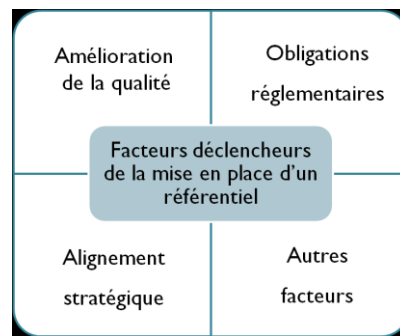 Amélioration
de la qualité
Obligations
réglementaires
Facteurs déclencheurs
de la mise en place d'un
référentiel
Alignement
stratégique
Autres
facteurs